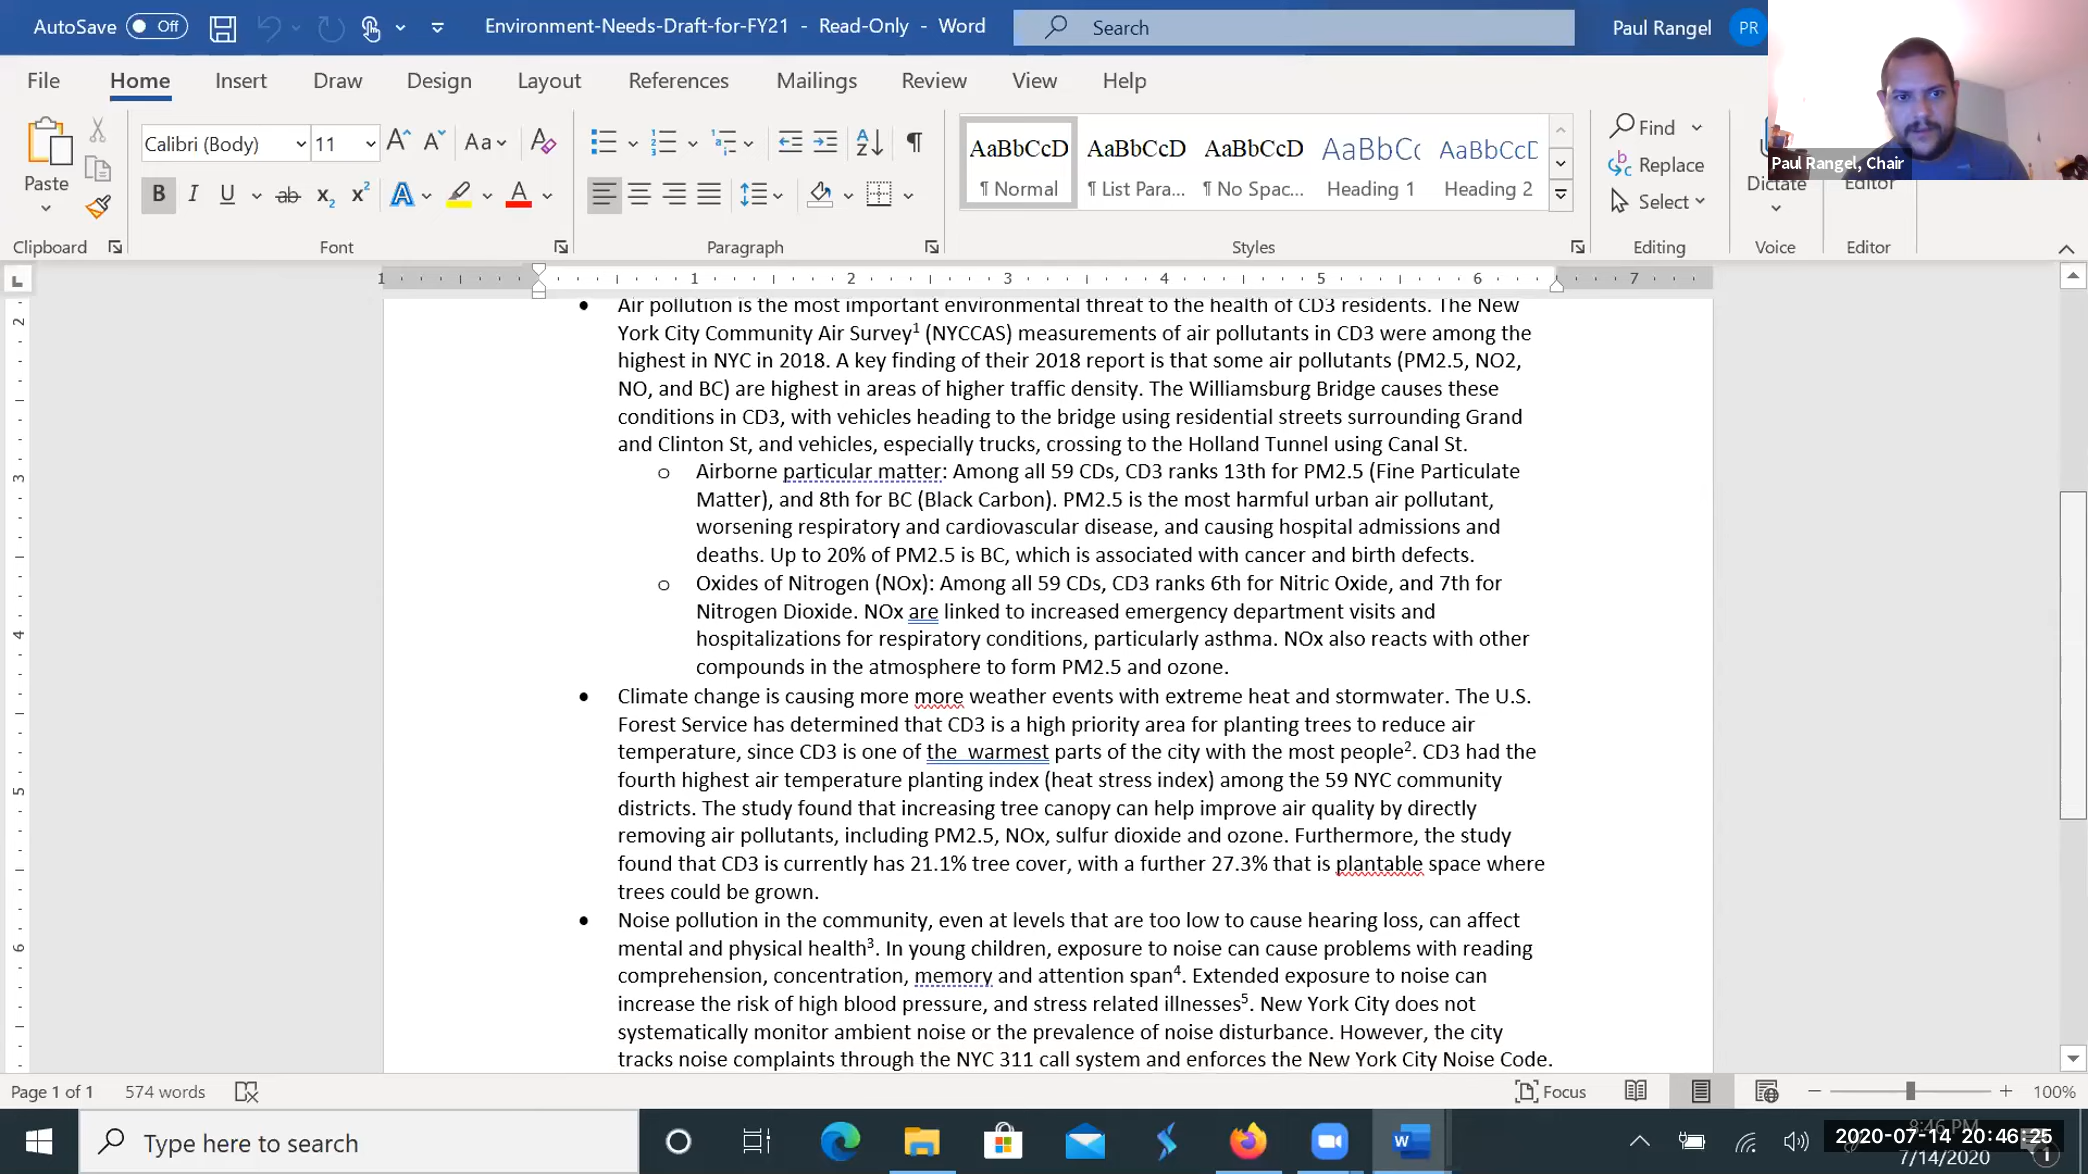 AutoSave Off Environment-Needs-Draft-for-FY21 - Read-Only - Word Search Paul Rangel PR
File Home Insert Draw Design Layout References Mailings Review View Help
Paste
Clipboard
Calibri (Body) 11 A A Aa A
B I U ab x2 x2 A A
Font
Paragraph
AaBbCcD AaBbCcD AaBbCcD AaBbCc AaBbCcD
¶ Normal ¶ List Para... ¶ No Spac... Heading 1 Heading 2
Styles
Find
Replace
Select
Editing
Dictate
Voice
Editor
Editor
Paul Rangel, Chair
1 1 2 3 4 5 6 7
2
3
4
5
6
• Air pollution is the most important environmental threat to the health of CD3 residents. The New
York City Community Air Survey1 (NYCCAS) measurements of air pollutants in CD3 were among the
highest in NYC in 2018. A key finding of their 2018 report is that some air pollutants (PM2.5, NO2,
NO, and BC) are highest in areas of higher traffic density. The Williamsburg Bridge causes these
conditions in CD3, with vehicles heading to the bridge using residential streets surrounding Grand
and Clinton St, and vehicles, especially trucks, crossing to the Holland Tunnel using Canal St.
o Airborne particular matter: Among all 59 CDs, CD3 ranks 13th for PM2.5 (Fine Particulate
Matter), and 8th for BC (Black Carbon). PM2.5 is the most harmful urban air pollutant,
worsening respiratory and cardiovascular disease, and causing hospital admissions and
deaths. Up to 20% of PM2.5 is BC, which is associated with cancer and birth defects.
o Oxides of Nitrogen (NOx): Among all 59 CDs, CD3 ranks 6th for Nitric Oxide, and 7th for
Nitrogen Dioxide. NOx are linked to increased emergency department visits and
hospitalizations for respiratory conditions, particularly asthma. NOx also reacts with other
compounds in the atmosphere to form PM2.5 and ozone.
• Climate change is causing more more weather events with extreme heat and stormwater. The U.S.
Forest Service has determined that CD3 is a high priority area for planting trees to reduce air
temperature, since CD3 is one of the  warmest parts of the city with the most people2. CD3 had the
fourth highest air temperature planting index (heat stress index) among the 59 NYC community
districts. The study found that increasing tree canopy can help improve air quality by directly
removing air pollutants, including PM2.5, NOx, sulfur dioxide and ozone. Furthermore, the study
found that CD3 is currently has 21.1% tree cover, with a further 27.3% that is plantable space where
trees could be grown.
• Noise pollution in the community, even at levels that are too low to cause hearing loss, can affect
mental and physical health3. In young children, exposure to noise can cause problems with reading
comprehension, concentration, memory and attention span4. Extended exposure to noise can
increase the risk of high blood pressure, and stress related illnesses5. New York City does not
systematically monitor ambient noise or the prevalence of noise disturbance. However, the city
tracks noise complaints through the NYC 311 call system and enforces the New York City Noise Code.
Page 1 of 1 574 words Focus 100%
Type here to search
8:46 PM
2020-07-14 20:46:25
7/14/2020
1